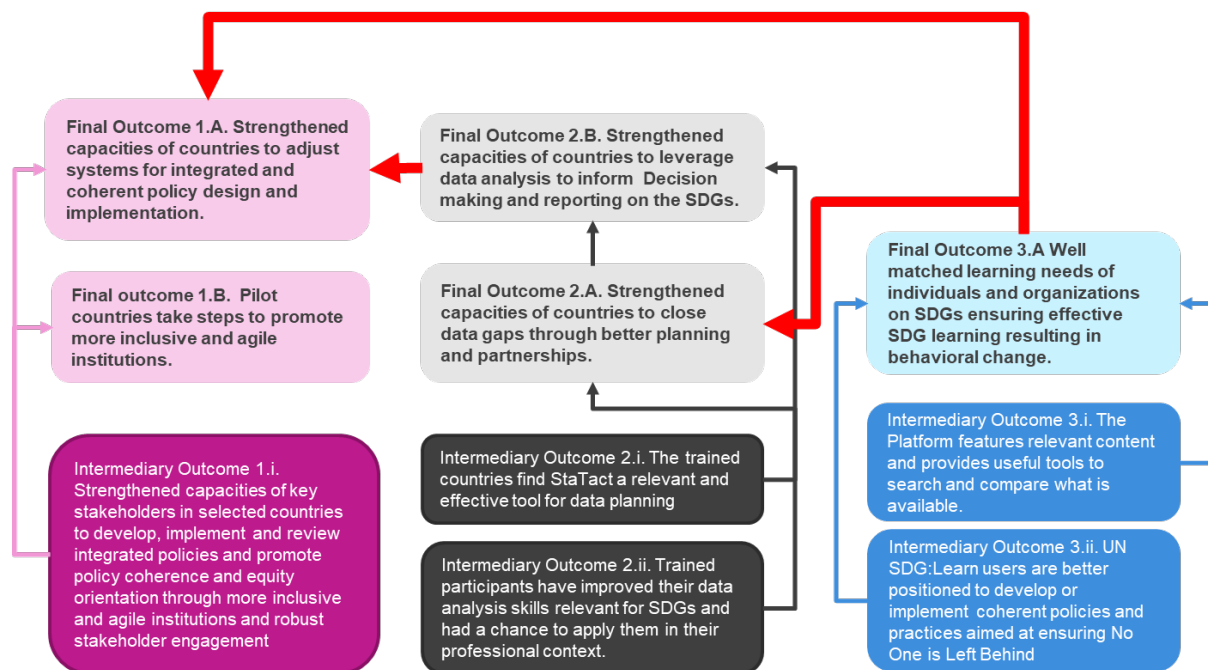 Final Outcome 1.A. Strengthened
capacities of countries to adjust
systems for integrated and
coherent policy design and
implementation.
Final outcome 1.B.  Pilot
countries take steps to promote
more inclusive and agile
institutions.
Intermediary Outcome 1.i.
Strengthened capacities of key
stakeholders in selected countries
to develop, implement  and review
integrated policies and promote
policy coherence and equity
orientation through more inclusive
and agile institutions and robust
stakeholder engagement
Final Outcome 2.B. Strengthened
capacities of countries to leverage
data analysis to inform  Decision
making and reporting on the SDGs.
Final Outcome 2.A. Strengthened
capacities of countries to close
data gaps through better planning
and partnerships.
Intermediary Outcome 2.i. The trained
countries find StaTact a relevant and
effective tool for data planning
Intermediary Outcome 2.ii. Trained
participants have improved their data
analysis skills relevant for SDGs and
had a chance to apply them in their
professional context.
Final Outcome 3.A Well
matched learning needs of
individuals and organizations
on SDGs ensuring effective
SDG learning resulting in
behavioral change.
Intermediary Outcome 3.i. The
Platform features relevant content
and provides useful tools to
search and compare what is
available.
Intermediary Outcome 3.ii. UN
SDG:Learn users are better
positioned to develop or
implement  coherent policies and
practices aimed at ensuring No
One is Left Behind